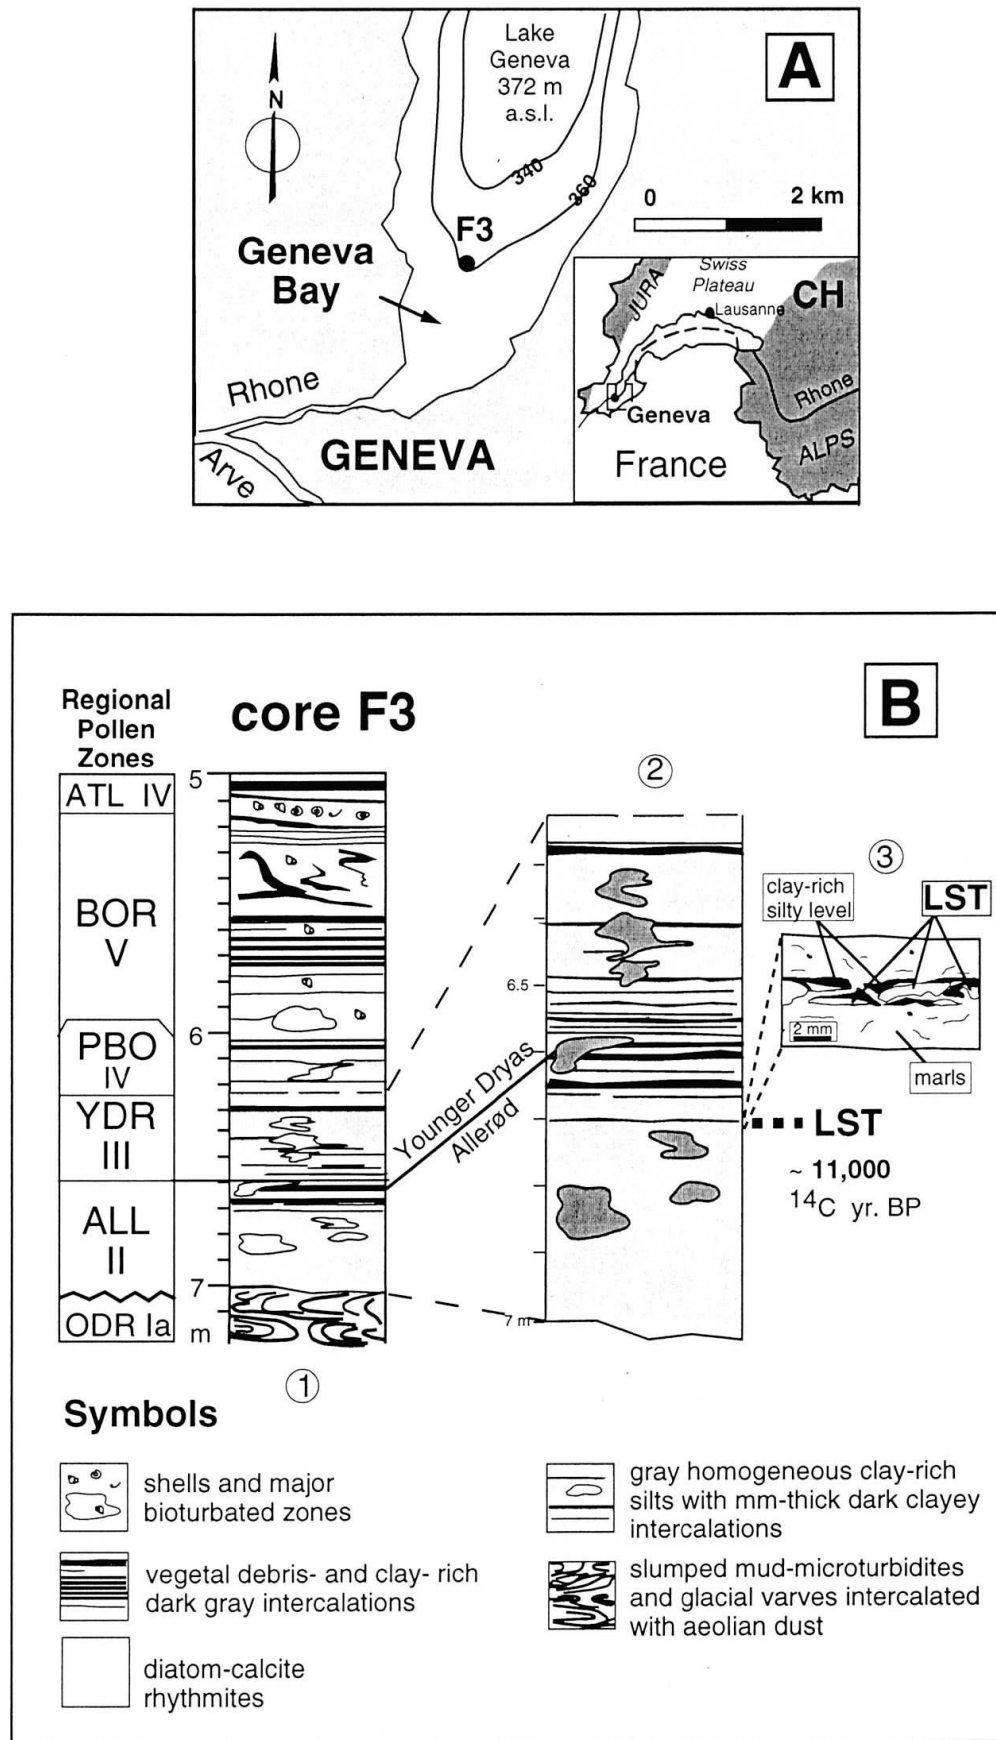 Lake
Geneva
372 m
a.s.l.
A
N
340
360
0 2 km
F3
Geneva
Bay
Swiss
Plateau
CH
JURA
Lausanne
Rhone
Geneva
Rhone
GENEVA
France
ALPS
Arve
B
Regional
Pollen
Zones
core F3
ATL IV
BOR
V
PBO
IV
YDR
III
ALL
II
ODR Ia
5
6
7
m
1
2
6.5
7 m
Younger Dryas
Allerød
3
clay-rich
silty level
LST
2 mm
marls
LST
~ 11,000
14C yr. BP
Symbols
shells and major
bioturbated zones
vegetal debris- and clay- rich
dark gray intercalations
diatom-calcite
rhythmites
gray homogeneous clay-rich
silts with mm-thick dark clayey
intercalations
slumped mud-microturbidites
and glacial varves intercalated
with aeolian dust